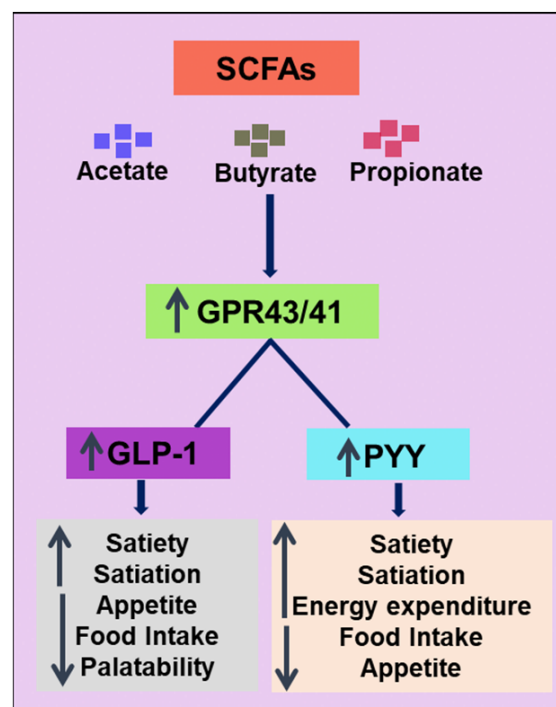 SCFAs
Acetate
Butyrate
Propionate
GPR43/41
GLP-1
PYY
Satiety
Satiation
Appetite
Food Intake
Palatability
Satiety
Satiation
Energy expenditure
Food Intake
Appetite